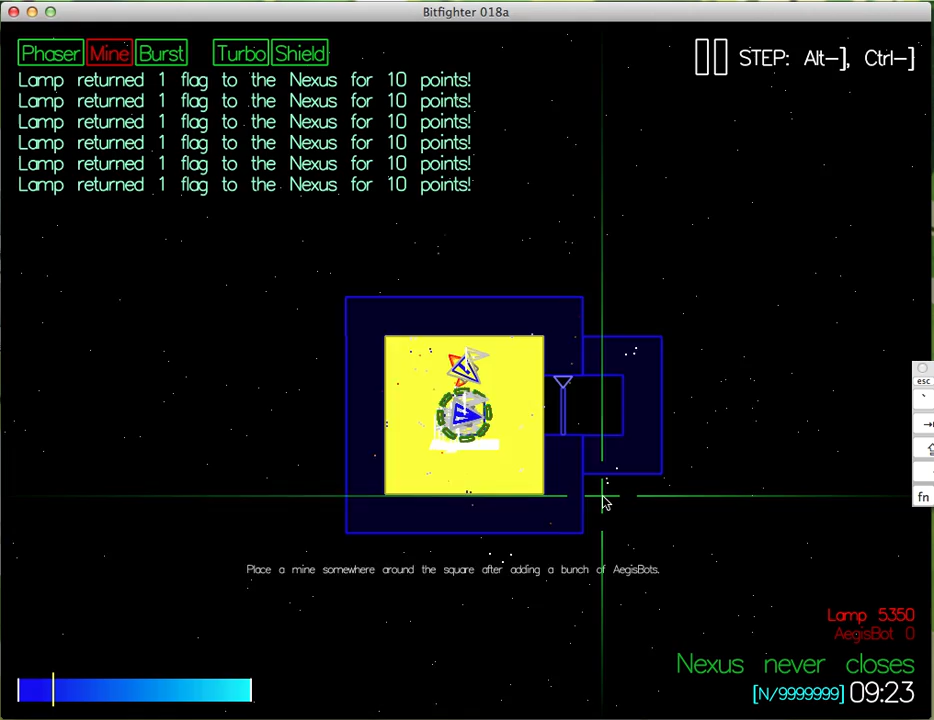 Bitfighter 018a
Phaser Mine Burst Turbo Shield
STEP: Alt-], Ctrl-]
Lamp returned 1 flag to the Nexus for 10 points!
Lamp returned 1 flag to the Nexus for 10 points!
Lamp returned 1 flag to the Nexus for 10 points!
Lamp returned 1 flag to the Nexus for 10 points!
Lamp returned 1 flag to the Nexus for 10 points!
Lamp returned 1 flag to the Nexus for 10 points!
esc
`
fn
Place a mine somewhere around the square after adding a bunch of AegisBots.
Lamp 5350
AegisBot 0
Nexus never closes
[N/9999999] 09:23